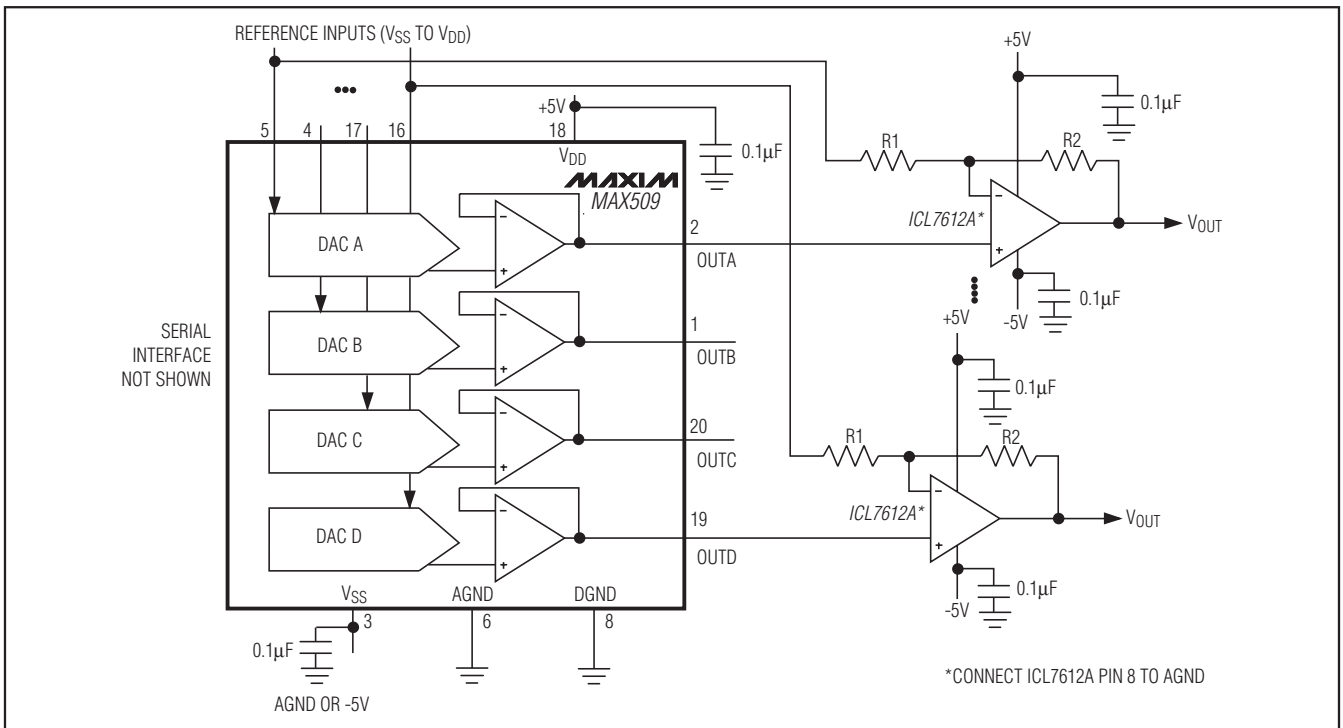 REFERENCE INPUTS (VSS TO VDD)
+5V
0.1µF
•••
+5V
5
4
17
16
18
VDD
0.1µF
R1
R2
MAXIM
MAX509
ICL7612A*
-
+
VOUT
DAC A
-
+
2
OUTA
0.1µF
-5V
+5V
SERIAL
INTERFACE
NOT SHOWN
DAC B
-
+
1
OUTB
0.1µF
DAC C
-
+
20
OUTC
R1
R2
ICL7612A*
-
+
VOUT
DAC D
-
+
19
OUTD
0.1µF
-5V
VSS
AGND
DGND
3
6
8
0.1µF
AGND OR -5V
*CONNECT ICL7612A PIN 8 TO AGND